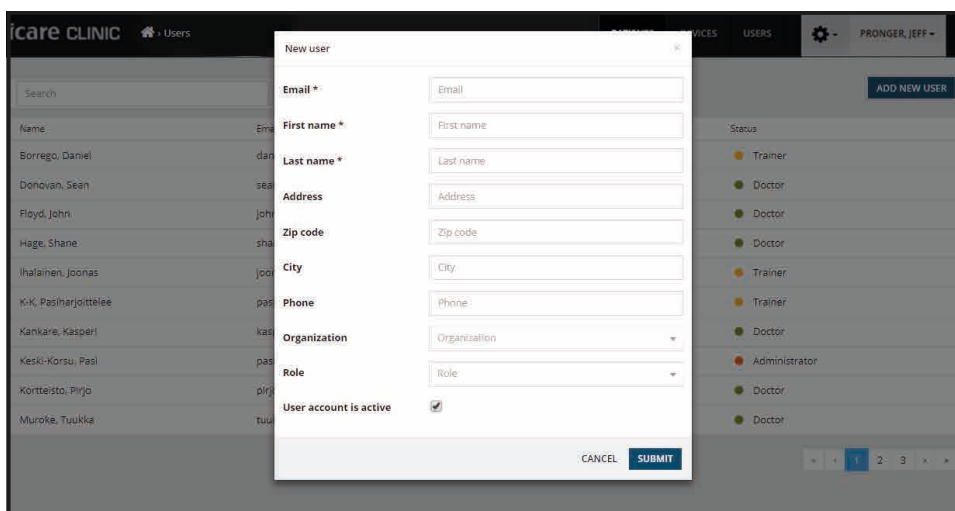 icare CLINIC › Users USERS PRONGER, JEFF
New user ×
Search ADD NEW USER
Email * Email
First name * First name
Last name * Last name
Address Address
Zip code Zip code
City City
Phone Phone
Organization Organization
Role Role
User account is active
CANCEL SUBMIT
Name Status
Borrego, Daniel Trainer
Donovan, Sean Doctor
Floyd, John Doctor
Hage, Shane Doctor
Ihalainen, Joonas Trainer
K-K, Pasiharjoittelee Trainer
Kankare, Kasperi Doctor
Keski-Korsu, Pasi Administrator
Kortteisto, Pirjo Doctor
Muroke, Tuukka Doctor
« ‹ 1 2 3 › »